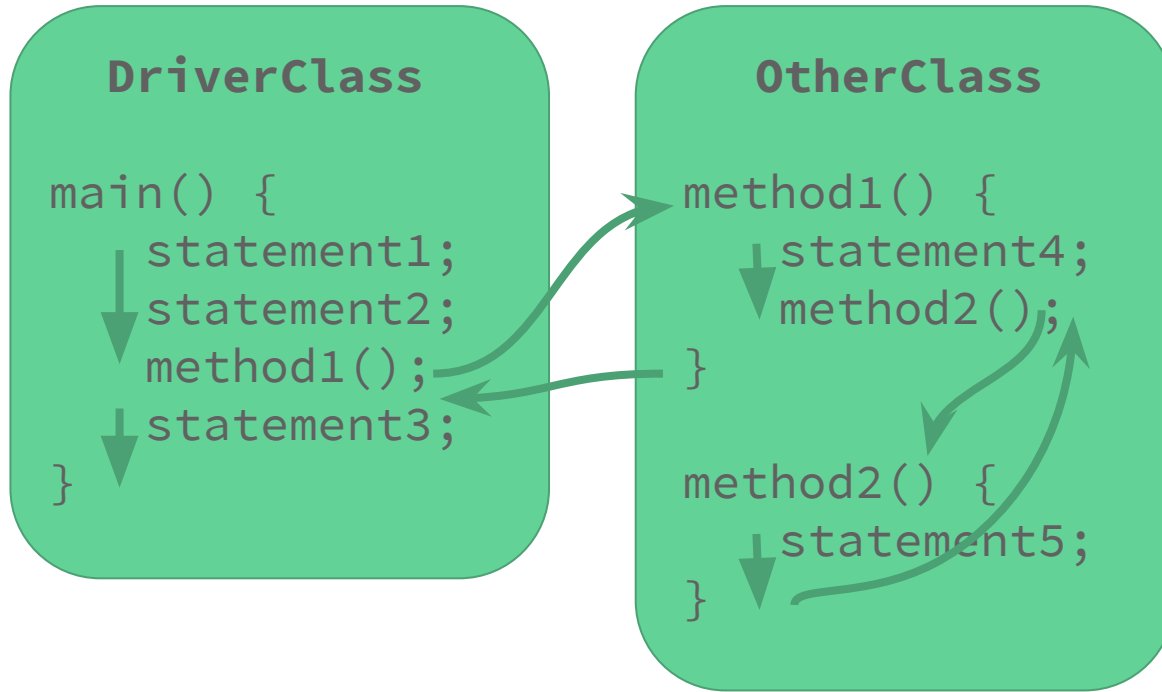 DriverClass
main() {
statement1;
statement2;
method1();
statement3;
}
OtherClass
method1() {
statement4;
method2();
}
method2() {
statement5;
}